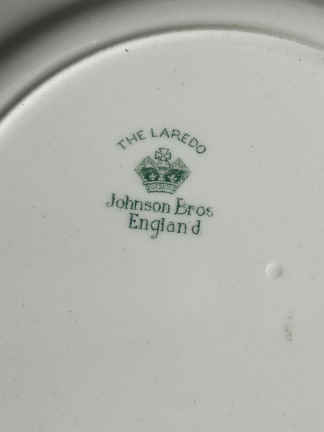 THE LAREDO
Johnson Bros
England